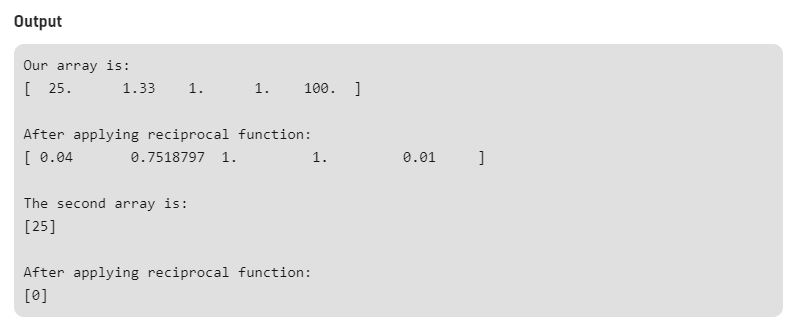 Output
Our array is:
[  25.      1.33    1.      1.    100.  ]
After applying reciprocal function:
[ 0.04       0.7518797  1.         1.         0.01     ]
The second array is:
[25]
After applying reciprocal function:
[0]